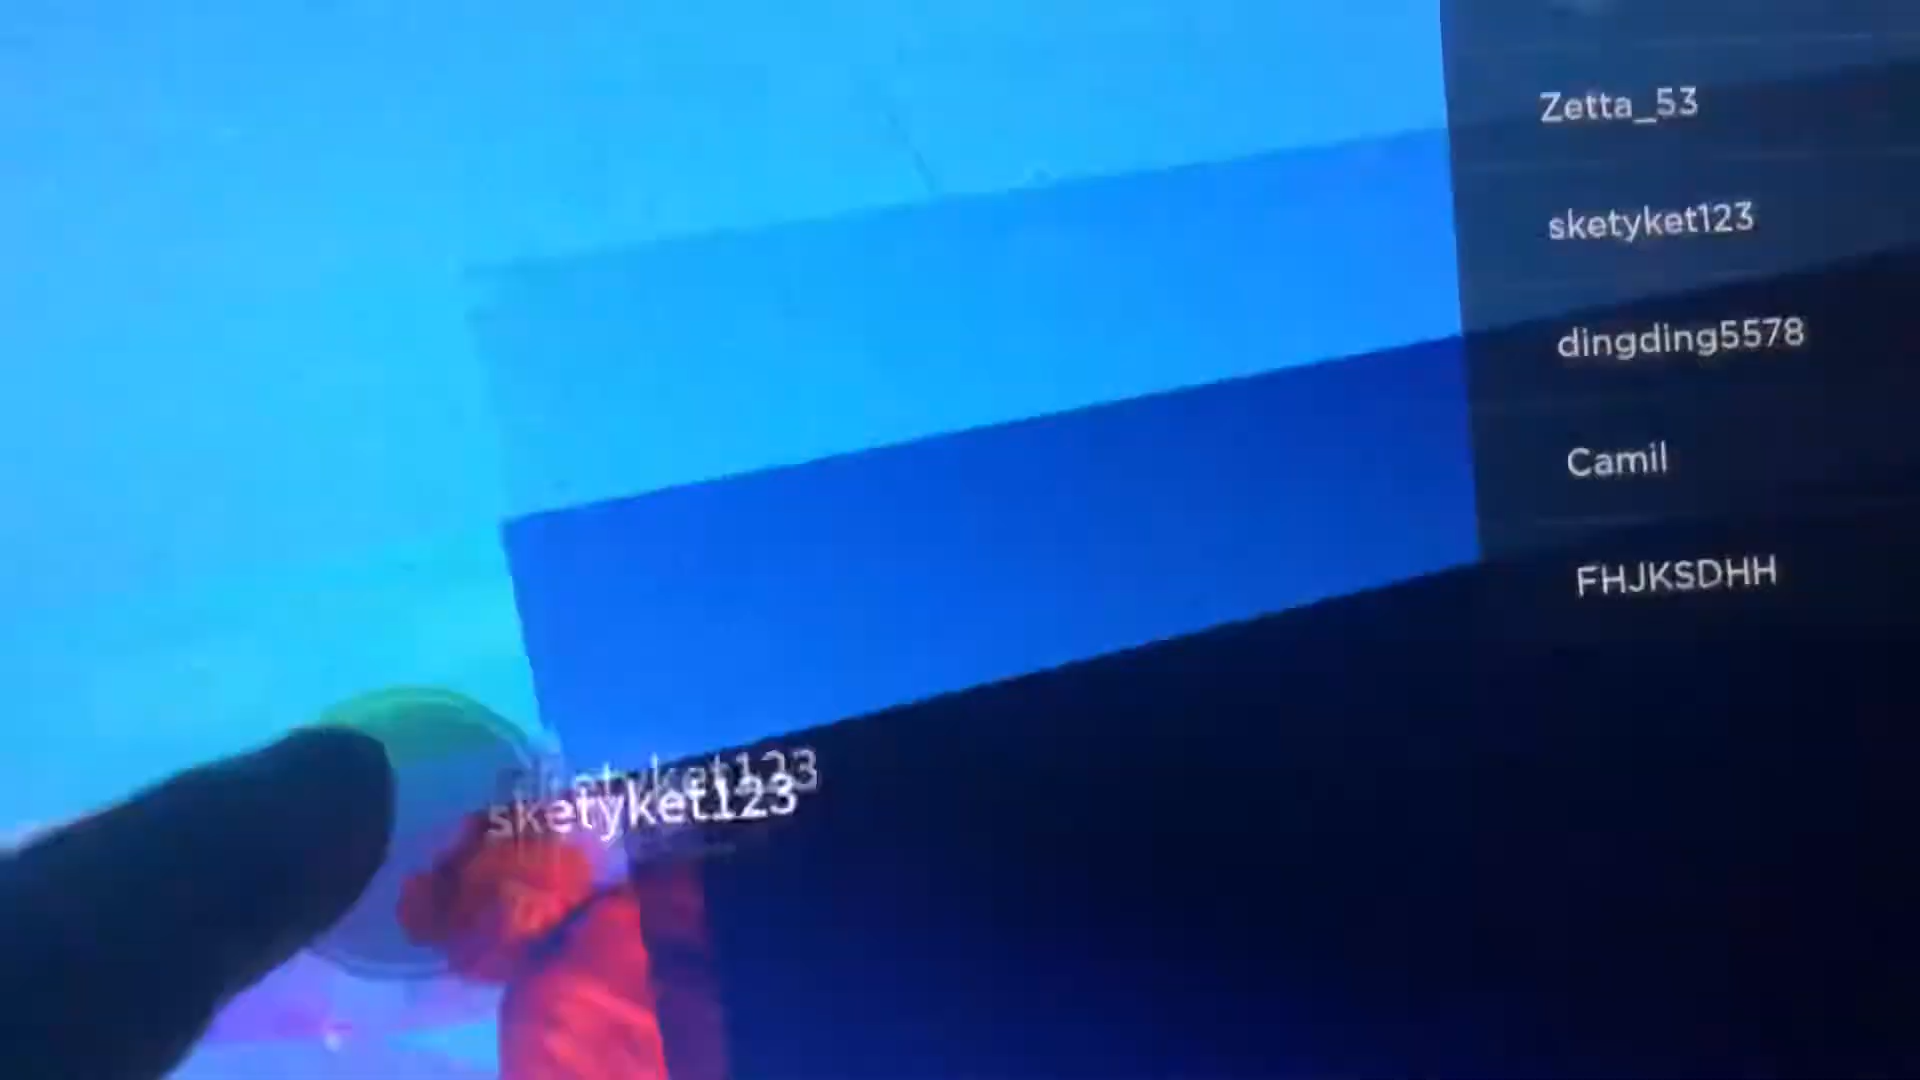 Zetta_53
sketyket123
dingding5578
Camil
FHJKSDHH
sketyket123